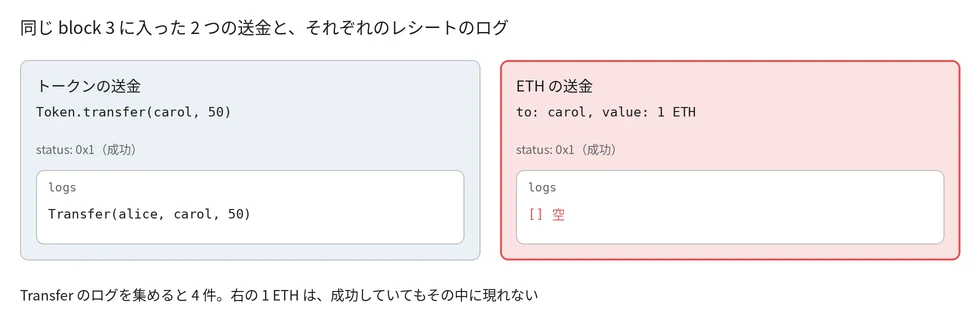 同じ block 3 に入った 2 つの送金と、それぞれのレシートのログ
トークンの送金
Token.transfer(carol, 50)
status: 0x1（成功）
logs
Transfer(alice, carol, 50)
ETH の送金
to: carol, value: 1 ETH
status: 0x1（成功）
logs
[] 空
Transfer のログを集めると 4 件。右の 1 ETH は、成功していてもその中に現れない